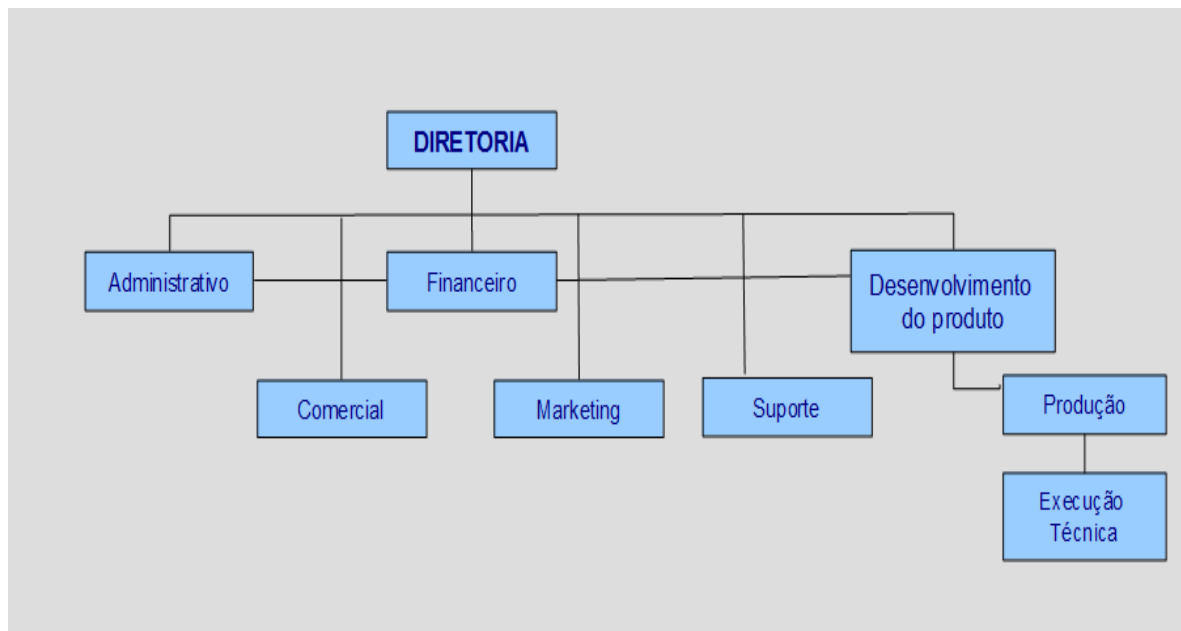 DIRETORIA
Administrativo
Financeiro
Desenvolvimento
do produto
Comercial
Marketing
Suporte
Produção
Execução
Técnica